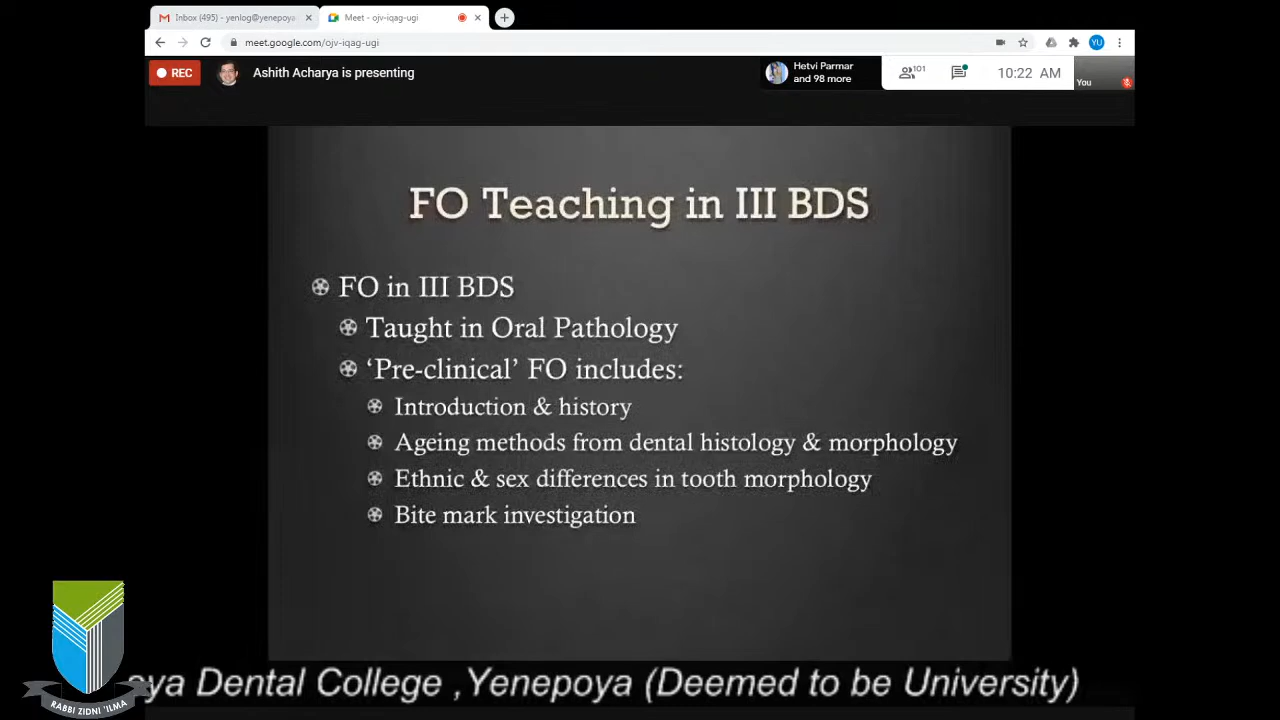 Inbox (495) - yenlog@yenepoya
Meet - ojv-iqag-ugi
meet.google.com/ojv-iqag-ugi
REC
Ashith Acharya is presenting
Hetvi Parmar
and 98 more
101
10:22 AM
You
YU
FO Teaching in III BDS
FO in III BDS
Taught in Oral Pathology
‘Pre-clinical’ FO includes:
Introduction & history
Ageing methods from dental histology & morphology
Ethnic & sex differences in tooth morphology
Bite mark investigation
oya Dental College ,Yenepoya (Deemed to be University)
RABBI ZIDNI 'ILMA